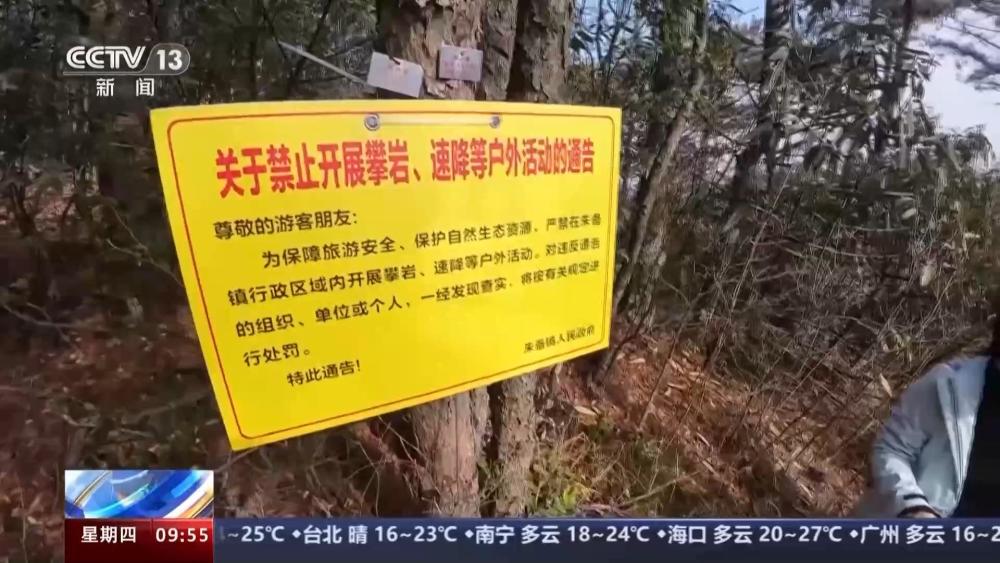 CCTV 13
新闻
关于禁止开展攀岩、速降等户外活动的通告
尊敬的游客朋友:
为保障旅游安全、保护自然生态资源，严禁在朱备
镇行政区域内开展攀岩、速降等户外活动。对违反通告
的组织、单位或个人，一经发现查实，将按有关规定进
行处罚。
特此通告!
朱备镇人民政府
星期四 09:55
~25℃ ◆台北 晴 16~23℃ ◆南宁 多云 18~24℃ ◆海口 多云 20~27℃ ◆广州 多云 16~2